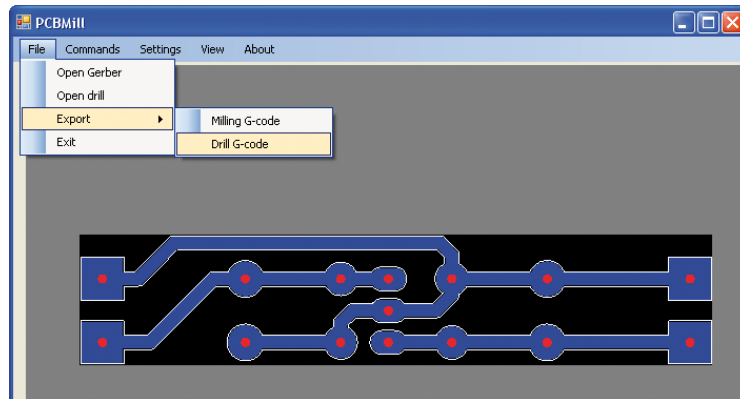 PCBMill
File Commands Settings View About
Open Gerber
Open drill
Export
Milling G-code
Exit
Drill G-code